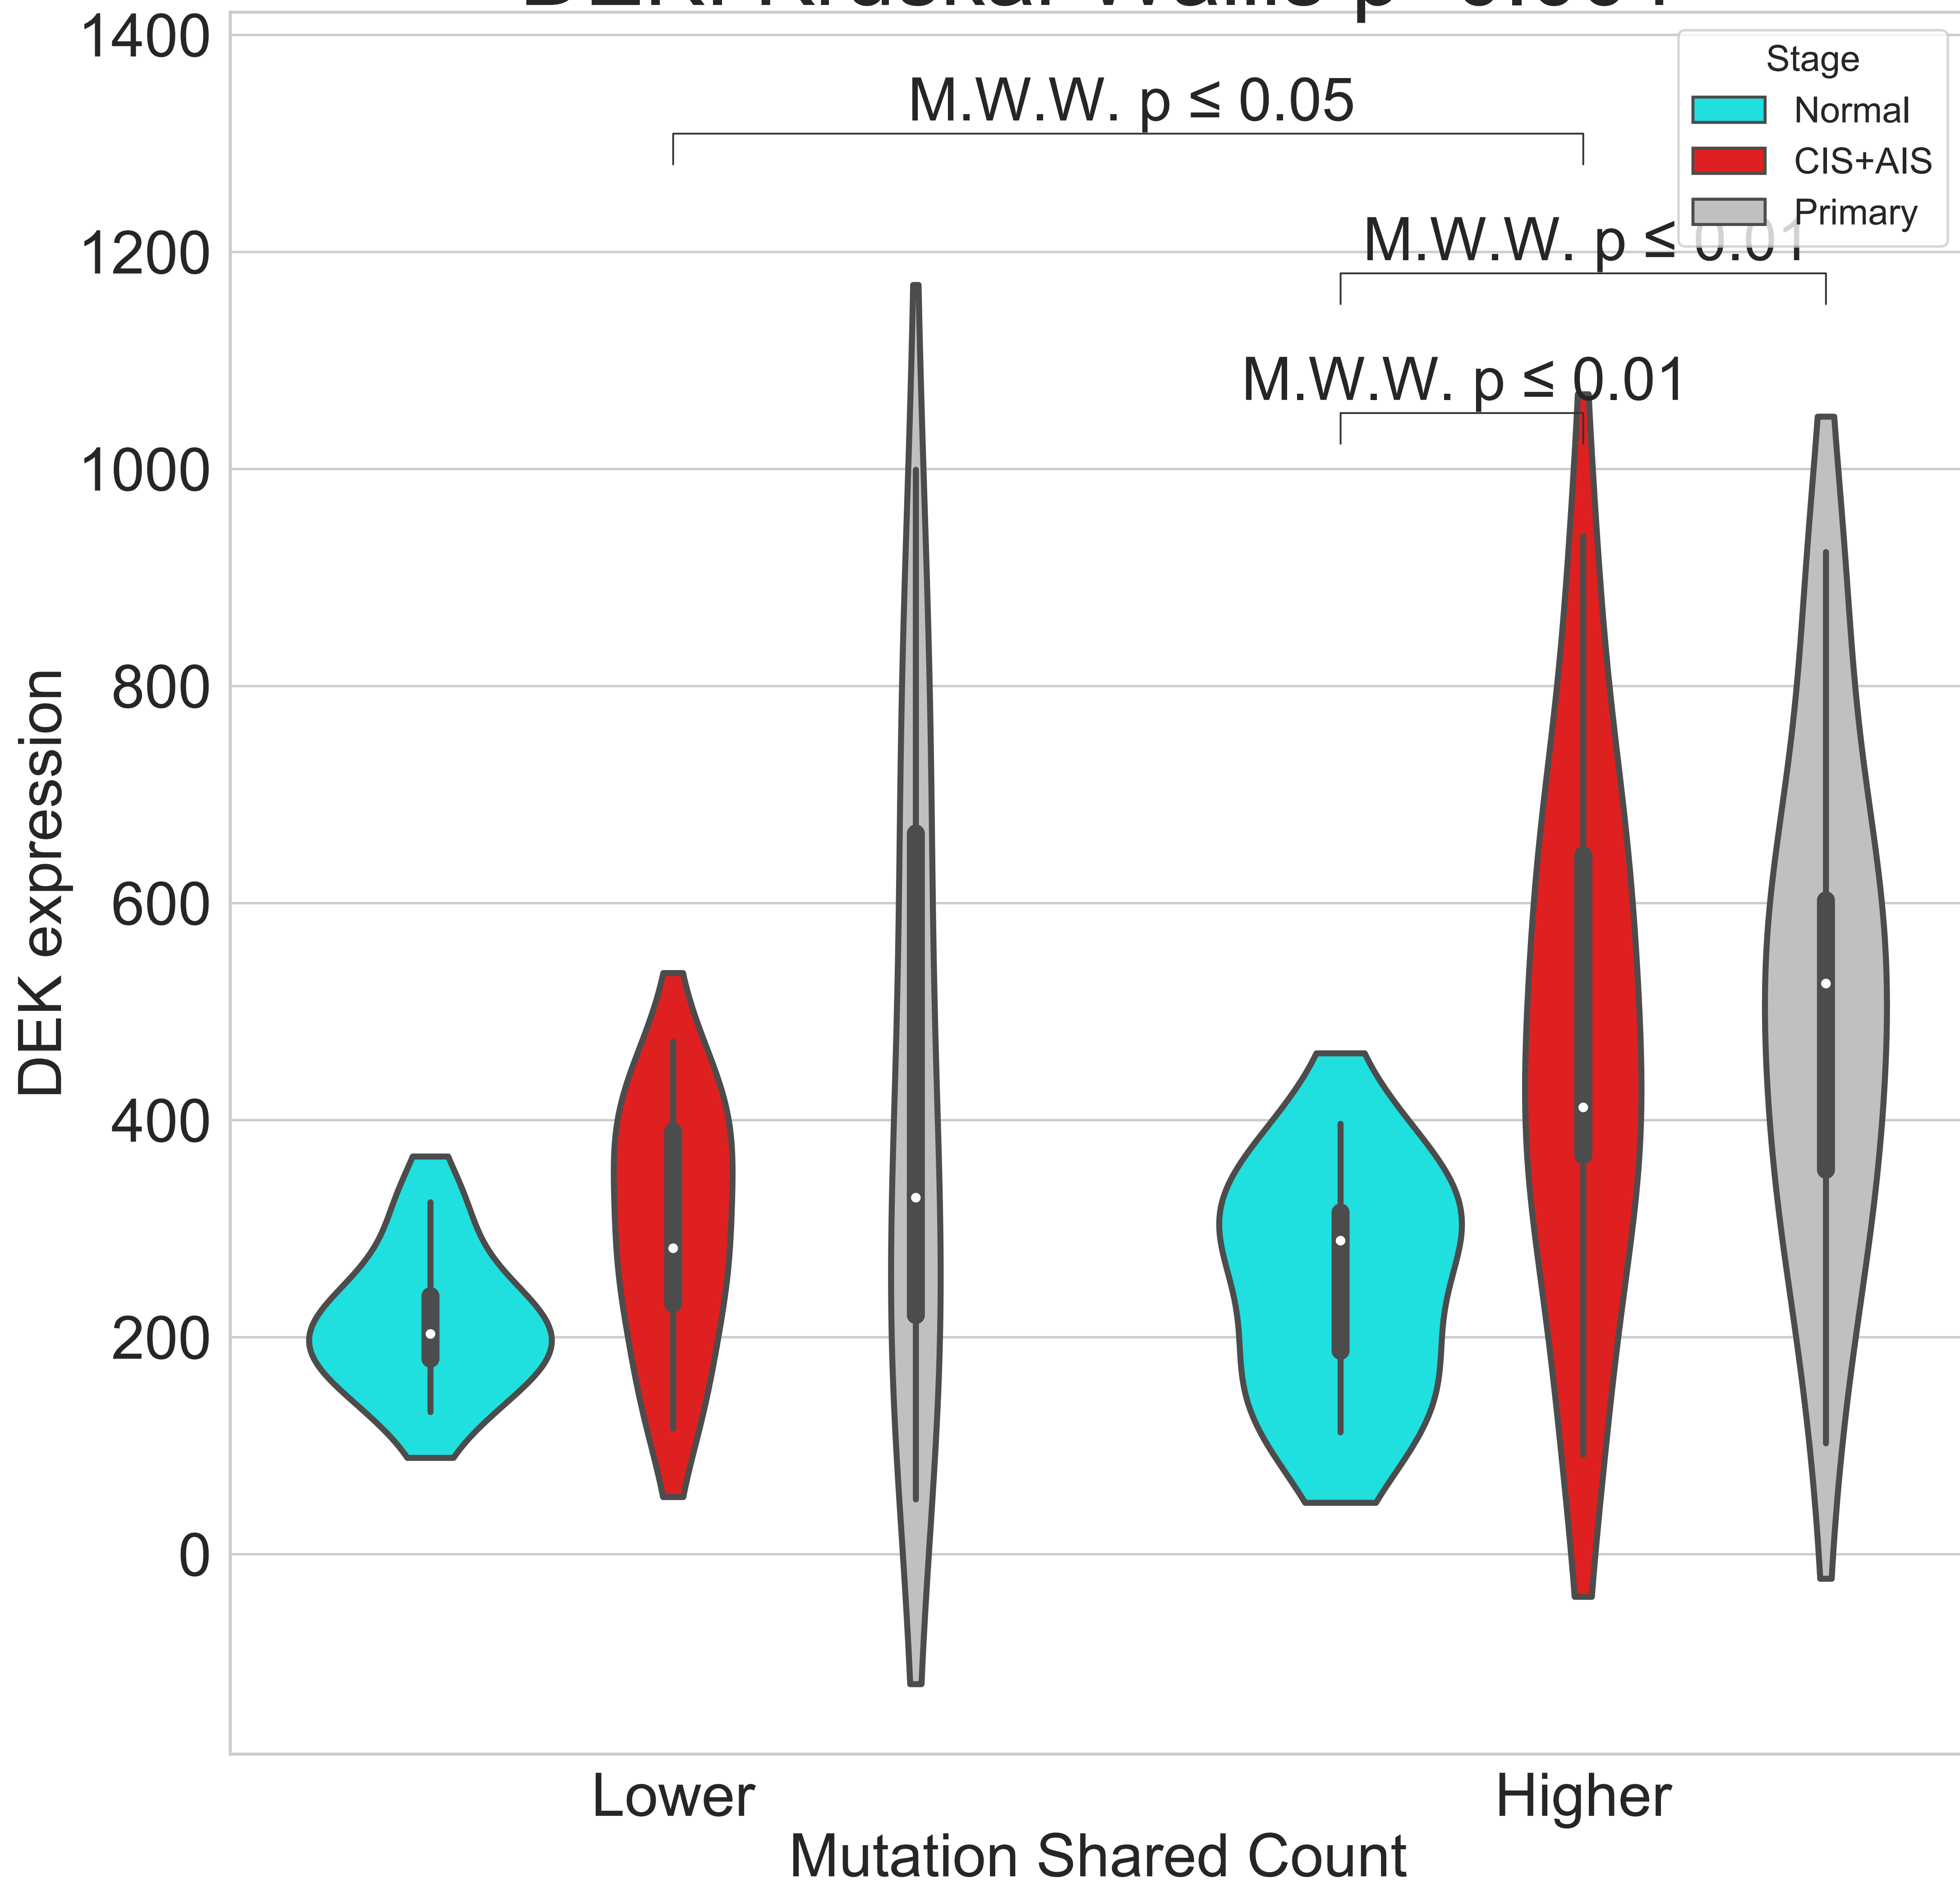 1400
M.W.W. p ≤ 0.05
Stage
Normal
CIS+AIS
Primary
1200
M.W.W. p ≤ 0.01
M.W.W. p ≤ 0.01
1000
800
600
400
200
0
DEK expression
Lower
Higher
Mutation Shared Count